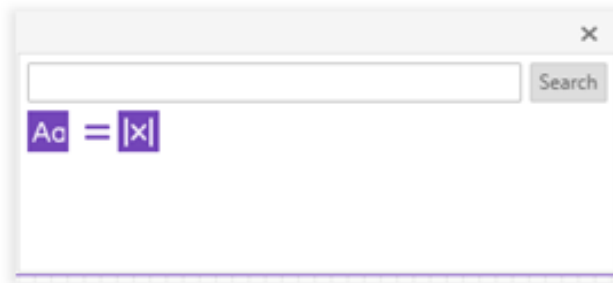 Search
Aa = |x|